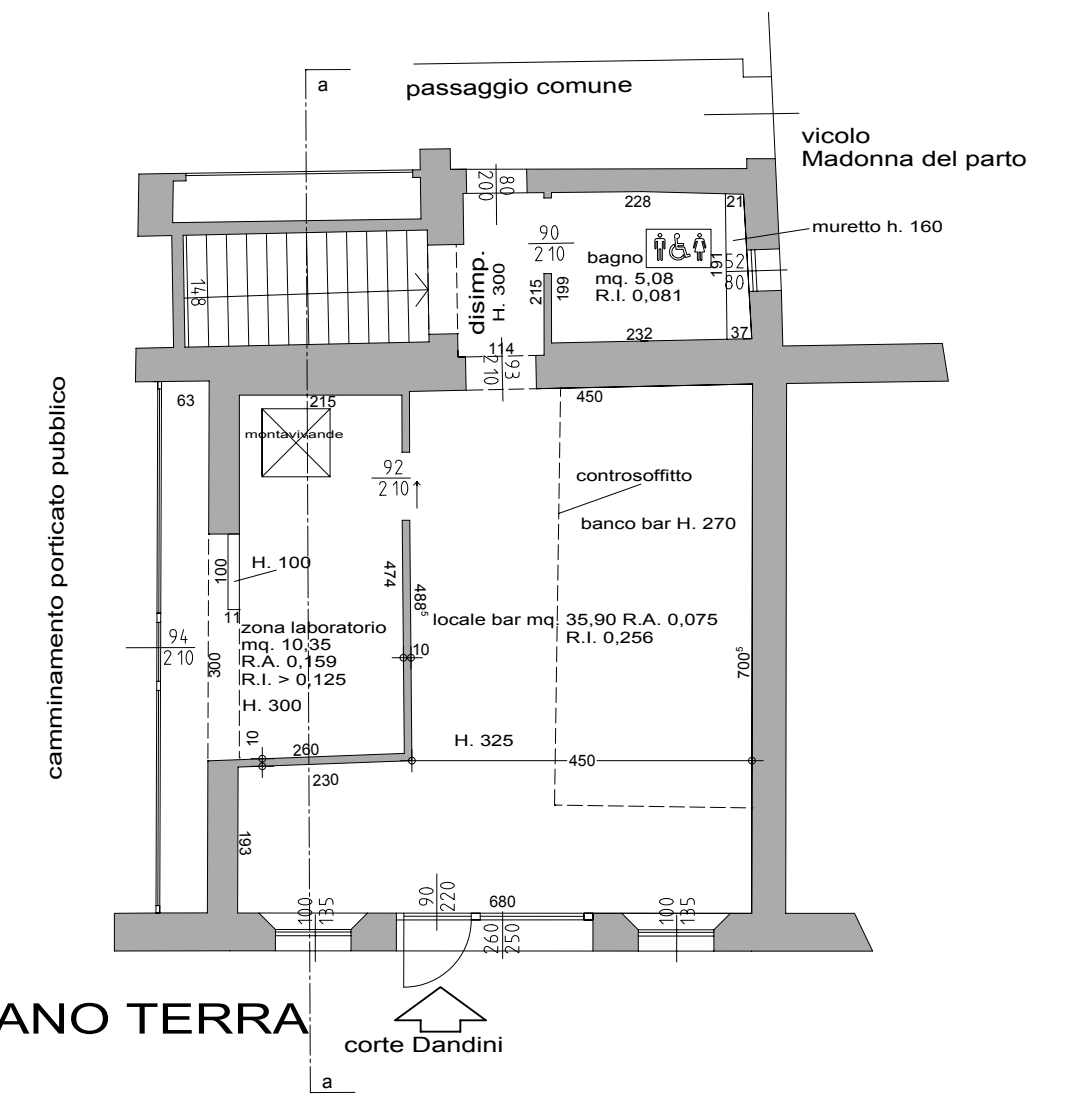 a
passaggio comune
vicolo
Madonna del parto
80
200
228
21
muretto h. 160
90
210
bagno
mq. 5,08
R.I. 0,081
191
52
80
148
disimp.
H. 300
215
199
232
37
114
93
210
camminamento porticato pubblico
63
215
montavivande
450
92
210
controsoffitto
banco bar H. 270
100
H. 100
474
488⁵
11
locale bar mq. 35,90 R.A. 0,075
R.I. 0,256
zona laboratorio
mq. 10,35
R.A. 0,159
R.I. > 0,125
H. 300
94
210
300
10
700⁵
10
260
H. 325
450
230
193
100
135
90
220
680
260
250
100
135
ANO TERRA
corte Dandini
a